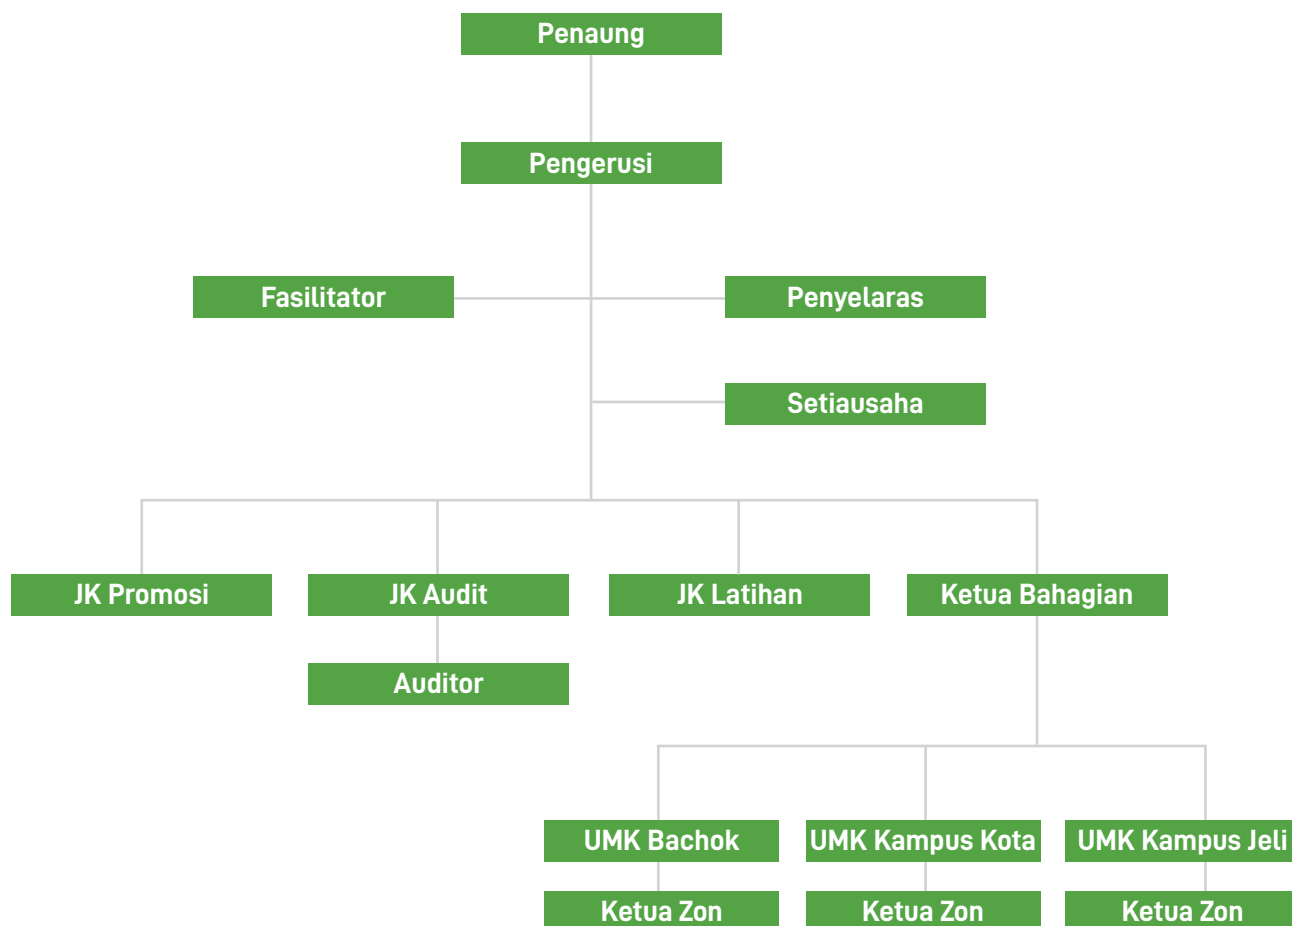 Penaung
Pengerusi
Fasilitator
Penyelaras
Setiausaha
JK Promosi
JK Audit
JK Latihan
Ketua Bahagian
Auditor
UMK Bachok
UMK Kampus Kota
UMK Kampus Jeli
Ketua Zon
Ketua Zon
Ketua Zon